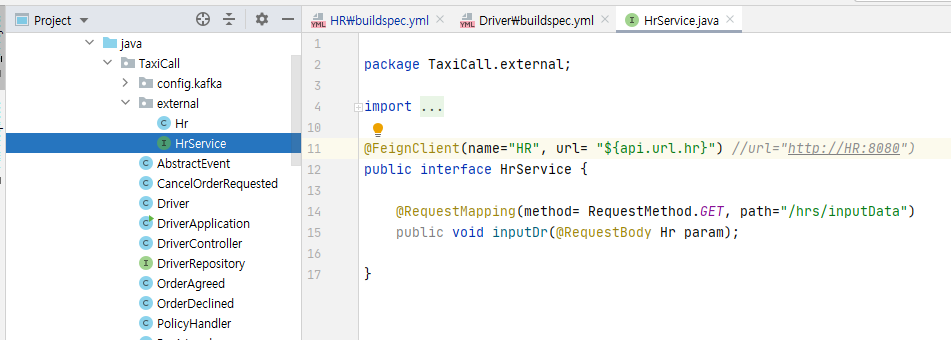 Project
java
TaxiCall
config.kafka
external
Hr
HrService
AbstractEvent
CancelOrderRequested
Driver
DriverApplication
DriverController
DriverRepository
OrderAgreed
OrderDeclined
PolicyHandler
HR₩buildspec.yml
Driver₩buildspec.yml
HrService.java
1
2 package TaxiCall.external;
3
4 import ...
10
11 @FeignClient(name="HR", url= "${api.url.hr}") //url="http://HR:8080")
12 public interface HrService {
13
14 @RequestMapping(method= RequestMethod.GET, path="/hrs/inputData")
15 public void inputDr(@RequestBody Hr param);
16
17 }